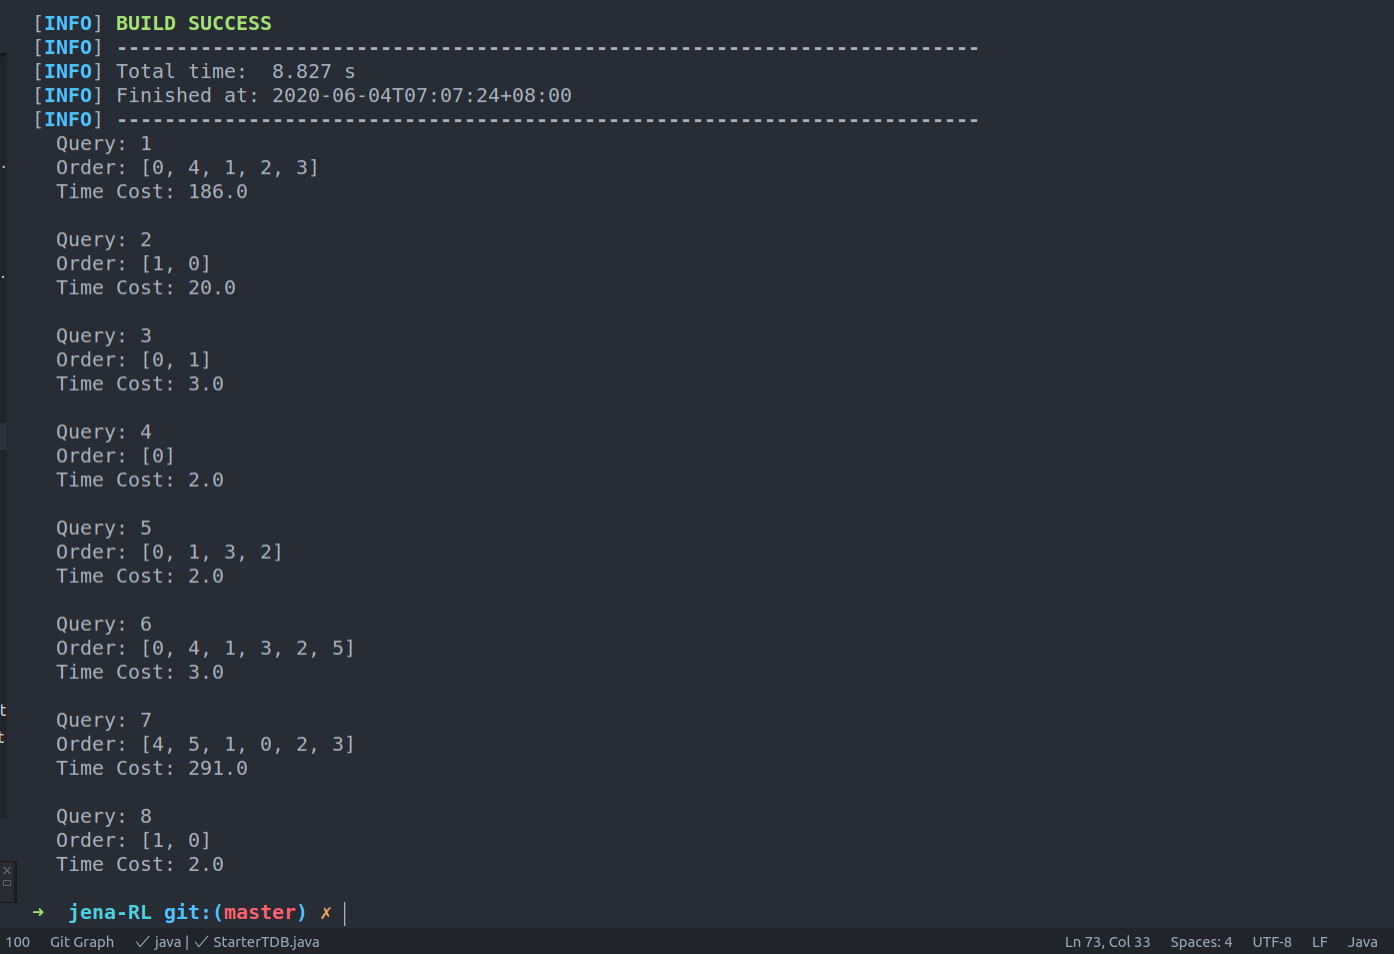 [INFO] BUILD SUCCESS
[INFO] ------------------------------------------------------------------------
[INFO] Total time:  8.827 s
[INFO] Finished at: 2020-06-04T07:07:24+08:00
[INFO] ------------------------------------------------------------------------
Query: 1
Order: [0, 4, 1, 2, 3]
Time Cost: 186.0
Query: 2
Order: [1, 0]
Time Cost: 20.0
Query: 3
Order: [0, 1]
Time Cost: 3.0
Query: 4
Order: [0]
Time Cost: 2.0
Query: 5
Order: [0, 1, 3, 2]
Time Cost: 2.0
Query: 6
Order: [0, 4, 1, 3, 2, 5]
Time Cost: 3.0
Query: 7
Order: [4, 5, 1, 0, 2, 3]
Time Cost: 291.0
Query: 8
Order: [1, 0]
Time Cost: 2.0
➜  jena-RL git:(master) ✗
100 Git Graph ✓ java | ✓ StarterTDB.java Ln 73, Col 33 Spaces: 4 UTF-8 LF Java